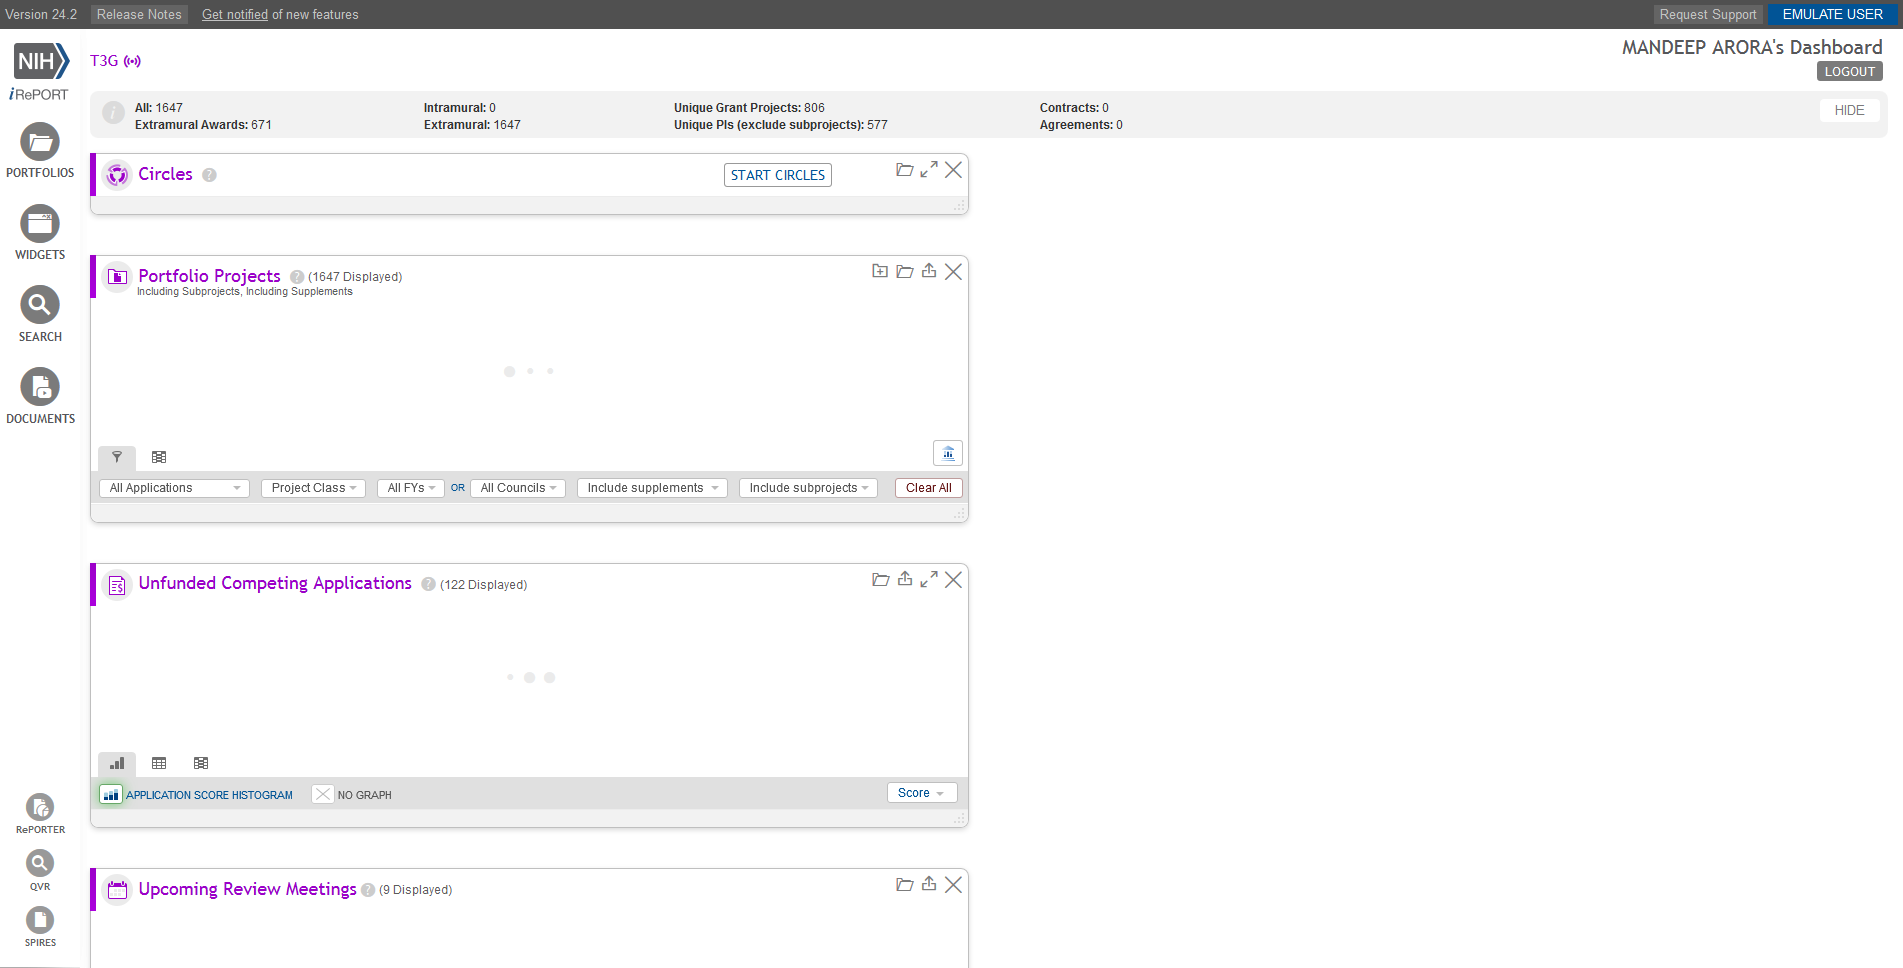 Version 24.2 Release Notes Get notified of new features Request Support EMULATE USER
NIH
iRePORT
T3G
MANDEEP ARORA's Dashboard
LOGOUT
All: 1647 Intramural: 0 Unique Grant Projects: 806 Contracts: 0
Extramural Awards: 671 Extramural: 1647 Unique PIs (exclude subprojects): 577 Agreements: 0
HIDE
PORTFOLIOS
WIDGETS
SEARCH
DOCUMENTS
RePORTER
QVR
SPIRES
Circles ? START CIRCLES
Portfolio Projects ? (1647 Displayed)
Including Subprojects, Including Supplements
All Applications Project Class All FYs OR All Councils Include supplements Include subprojects Clear All
Unfunded Competing Applications ? (122 Displayed)
APPLICATION SCORE HISTOGRAM NO GRAPH Score
Upcoming Review Meetings ? (9 Displayed)